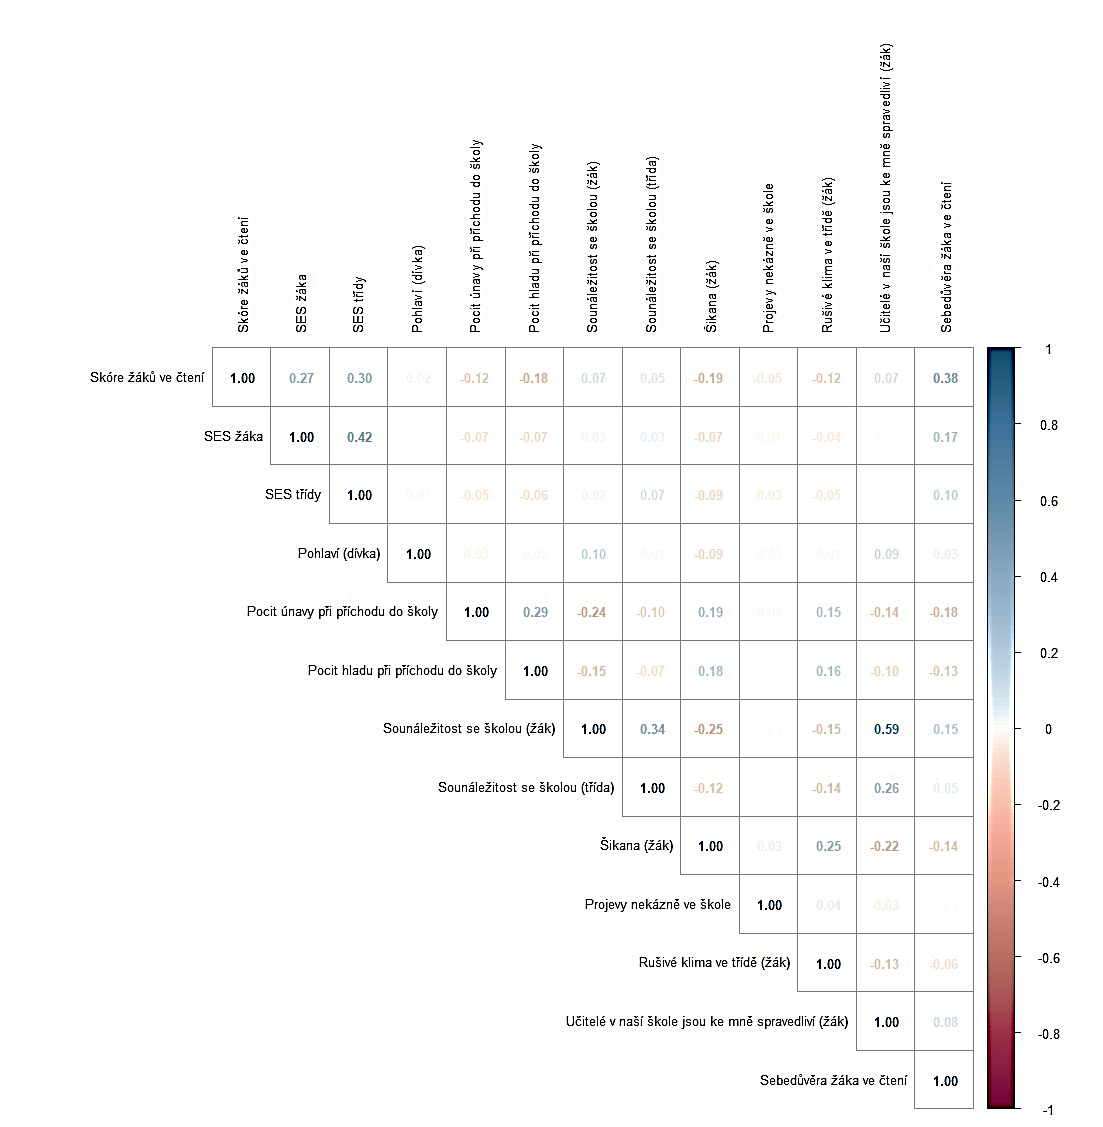 Skóre žáků ve čtení
SES žáka
SES třídy
Pohlaví (dívka)
Pocit únavy při příchodu do školy
Pocit hladu při příchodu do školy
Sounáležitost se školou (žák)
Sounáležitost se školou (třída)
Šikana (žák)
Projevy nekázně ve škole
Rušivé klima ve třídě (žák)
Učitelé v naší škole jsou ke mně spravedliví (žák)
Sebedůvěra žáka ve čtení
Skóre žáků ve čtení 1.00 0.27 0.30 0.02 -0.12 -0.18 0.07 0.05 -0.19 -0.05 -0.12 0.07 0.38
SES žáka 1.00 0.42 -0.07 -0.07 0.03 0.03 -0.07 -0.04 0.17
SES třídy 1.00 -0.05 -0.06 0.02 0.07 -0.09 -0.03 -0.05 0.10
Pohlaví (dívka) 1.00 -0.03 0.10 -0.09 0.09 0.03
Pocit únavy při příchodu do školy 1.00 0.29 -0.24 -0.10 0.19 0.15 -0.14 -0.18
Pocit hladu při příchodu do školy 1.00 -0.15 -0.07 0.18 0.16 -0.10 -0.13
Sounáležitost se školou (žák) 1.00 0.34 -0.25 -0.15 0.59 0.15
Sounáležitost se školou (třída) 1.00 -0.12 -0.14 0.26 0.05
Šikana (žák) 1.00 0.03 0.25 -0.22 -0.14
Projevy nekázně ve škole 1.00 0.04 -0.03
Rušivé klima ve třídě (žák) 1.00 -0.13 -0.06
Učitelé v naší škole jsou ke mně spravedliví (žák) 1.00 0.08
Sebedůvěra žáka ve čtení 1.00
1
0.8
0.6
0.4
0.2
0
-0.2
-0.4
-0.6
-0.8
-1